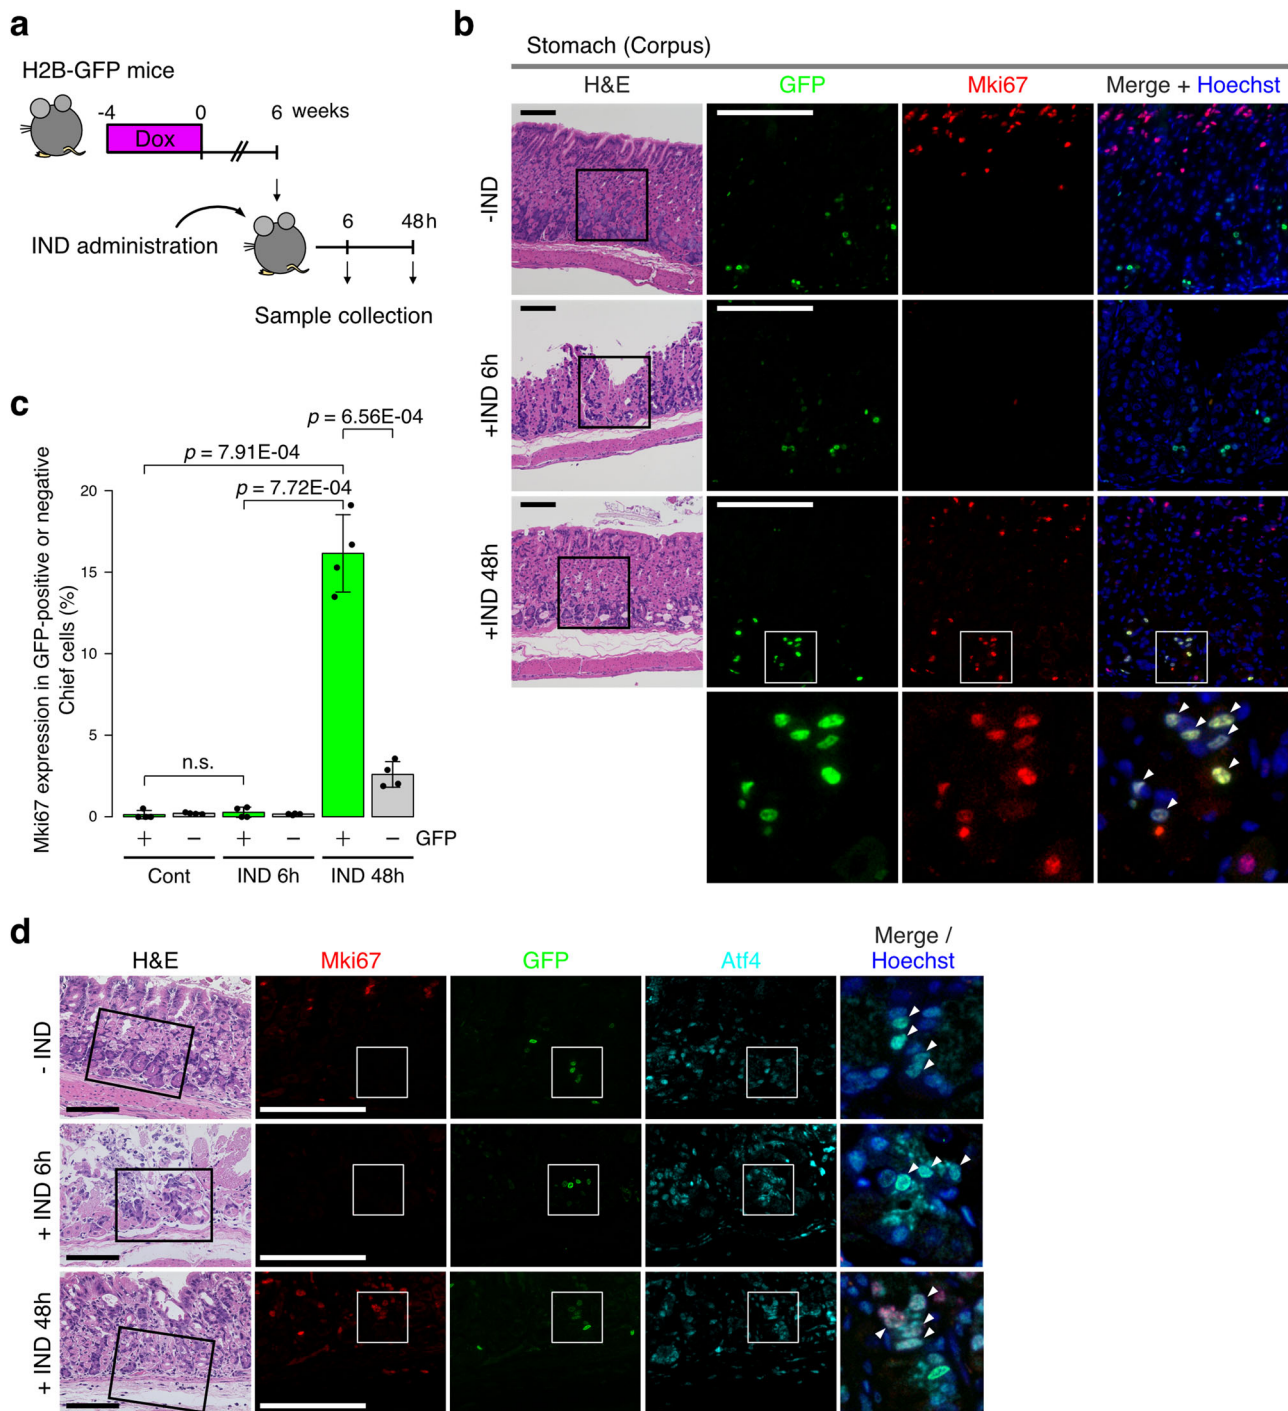 a
H2B-GFP mice
-4 0 6 weeks
Dox
IND administration
6 48 h
Sample collection
b
Stomach (Corpus)
H&E GFP Mki67 Merge + Hoechst
-IND
+IND 6h
+IND 48h
c
p = 6.56E-04
p = 7.91E-04
p = 7.72E-04
n.s.
Mki67 expression in GFP-positive or negative
Chief cells (%)
20
15
10
5
0
+ − + − + − GFP
Cont IND 6h IND 48h
d
H&E Mki67 GFP Atf4 Merge /
Hoechst
- IND
+ IND 6h
+ IND 48h